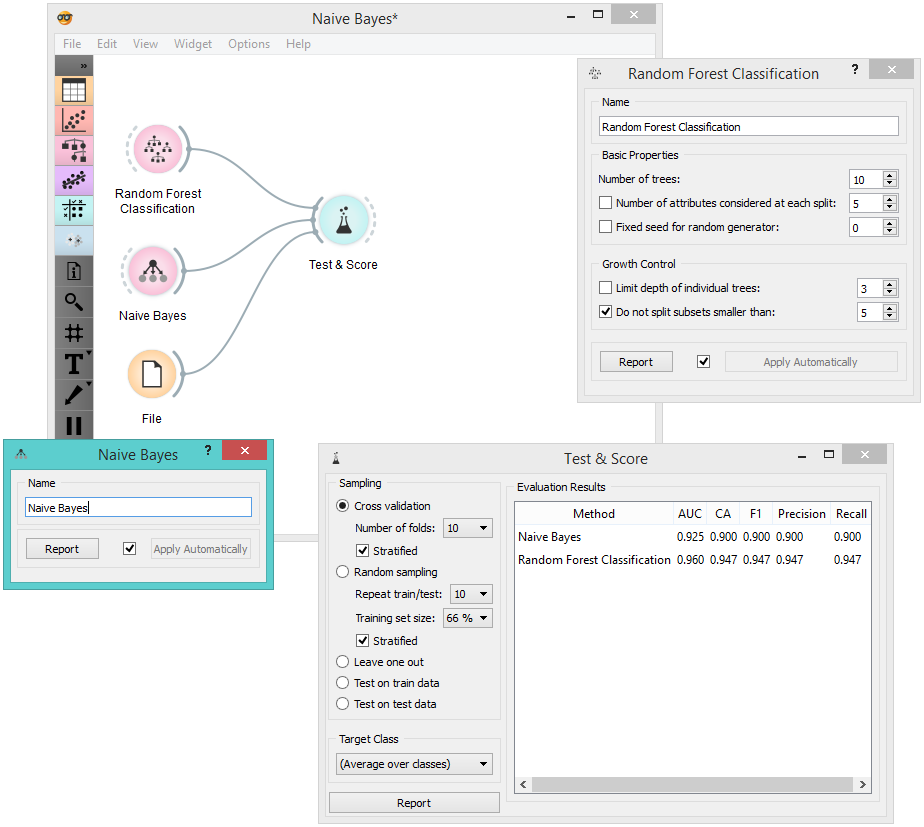 Naive Bayes*
File Edit View Widget Options Help
»
Random Forest
Classification
Test & Score
Naive Bayes
File
T
Random Forest Classification ?
Name
Random Forest Classification
Basic Properties
Number of trees: 10
Number of attributes considered at each split: 5
Fixed seed for random generator: 0
Growth Control
Limit depth of individual trees: 3
Do not split subsets smaller than: 5
Report Apply Automatically
Naive Bayes ?
Name
Naive Bayes
Report Apply Automatically
Test & Score
Sampling
Cross validation
Number of folds: 10
Stratified
Random sampling
Repeat train/test: 10
Training set size: 66 %
Stratified
Leave one out
Test on train data
Test on test data
Target Class
(Average over classes)
Report
Evaluation Results
Method AUC CA F1 Precision Recall
Naive Bayes 0.925 0.900 0.900 0.900 0.900
Random Forest Classification 0.960 0.947 0.947 0.947 0.947